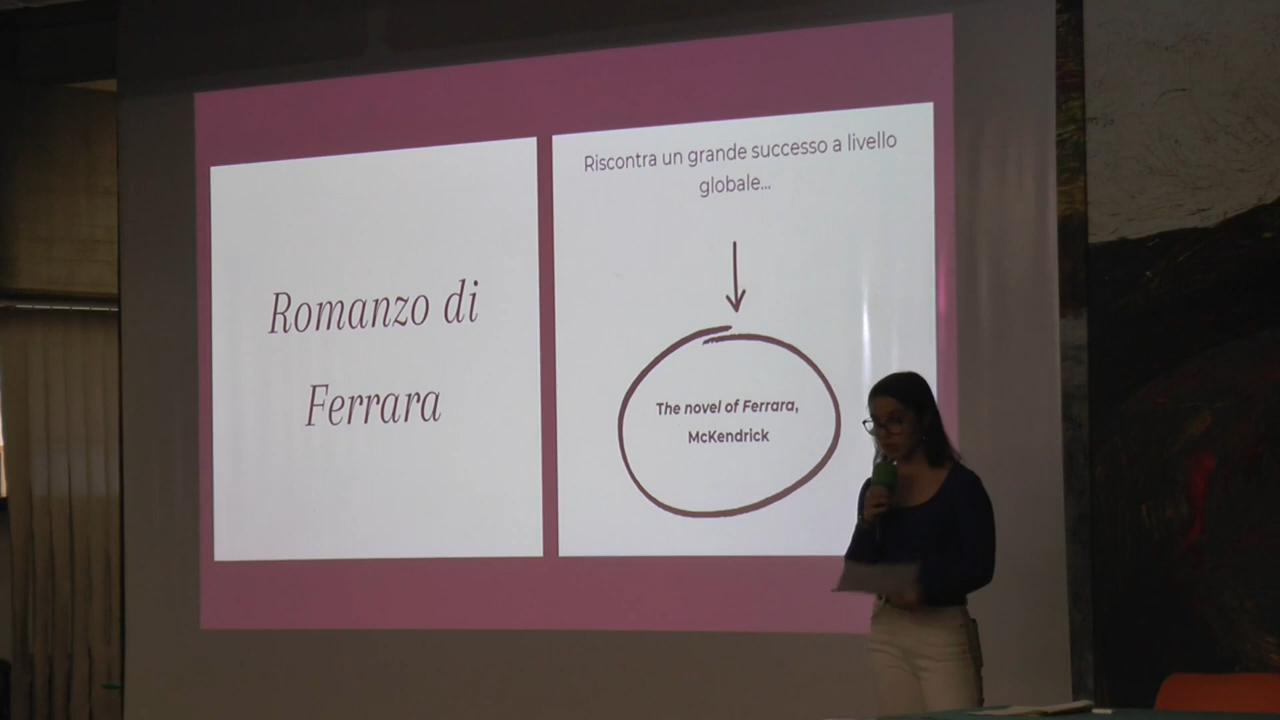 Romanzo di
Ferrara
Riscontra un grande successo a livello
globale...
The novel of Ferrara,
McKendrick